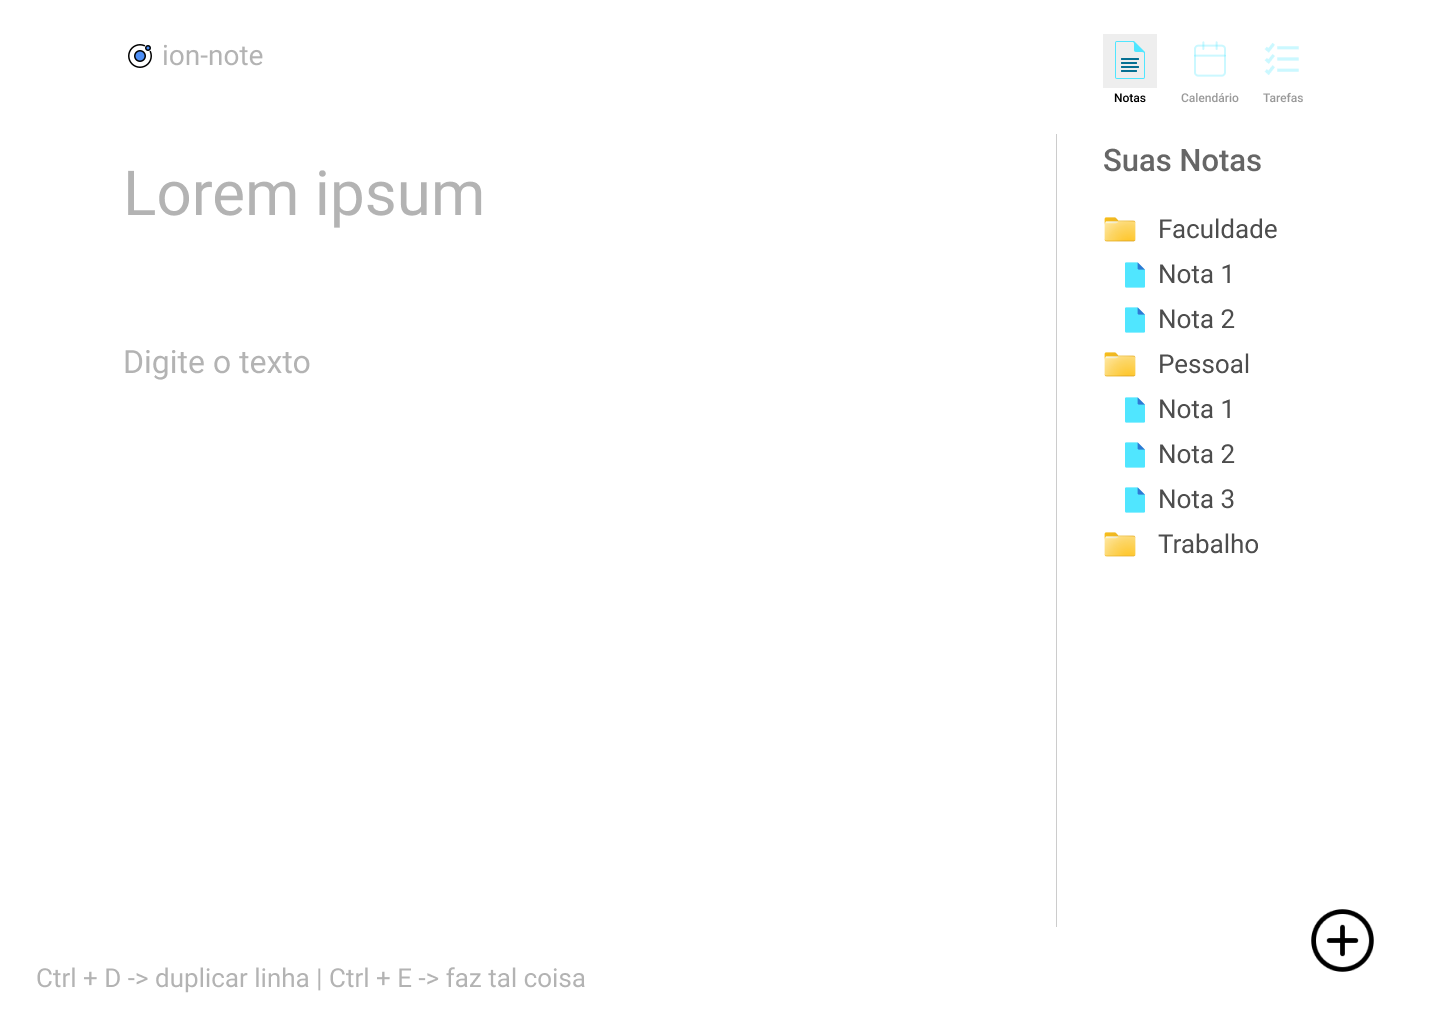 ion-note
Notas
Calendário
Tarefas
Lorem ipsum
Digite o texto
Suas Notas
Faculdade
Nota 1
Nota 2
Pessoal
Nota 1
Nota 2
Nota 3
Trabalho
Ctrl + D -> duplicar linha | Ctrl + E -> faz tal coisa